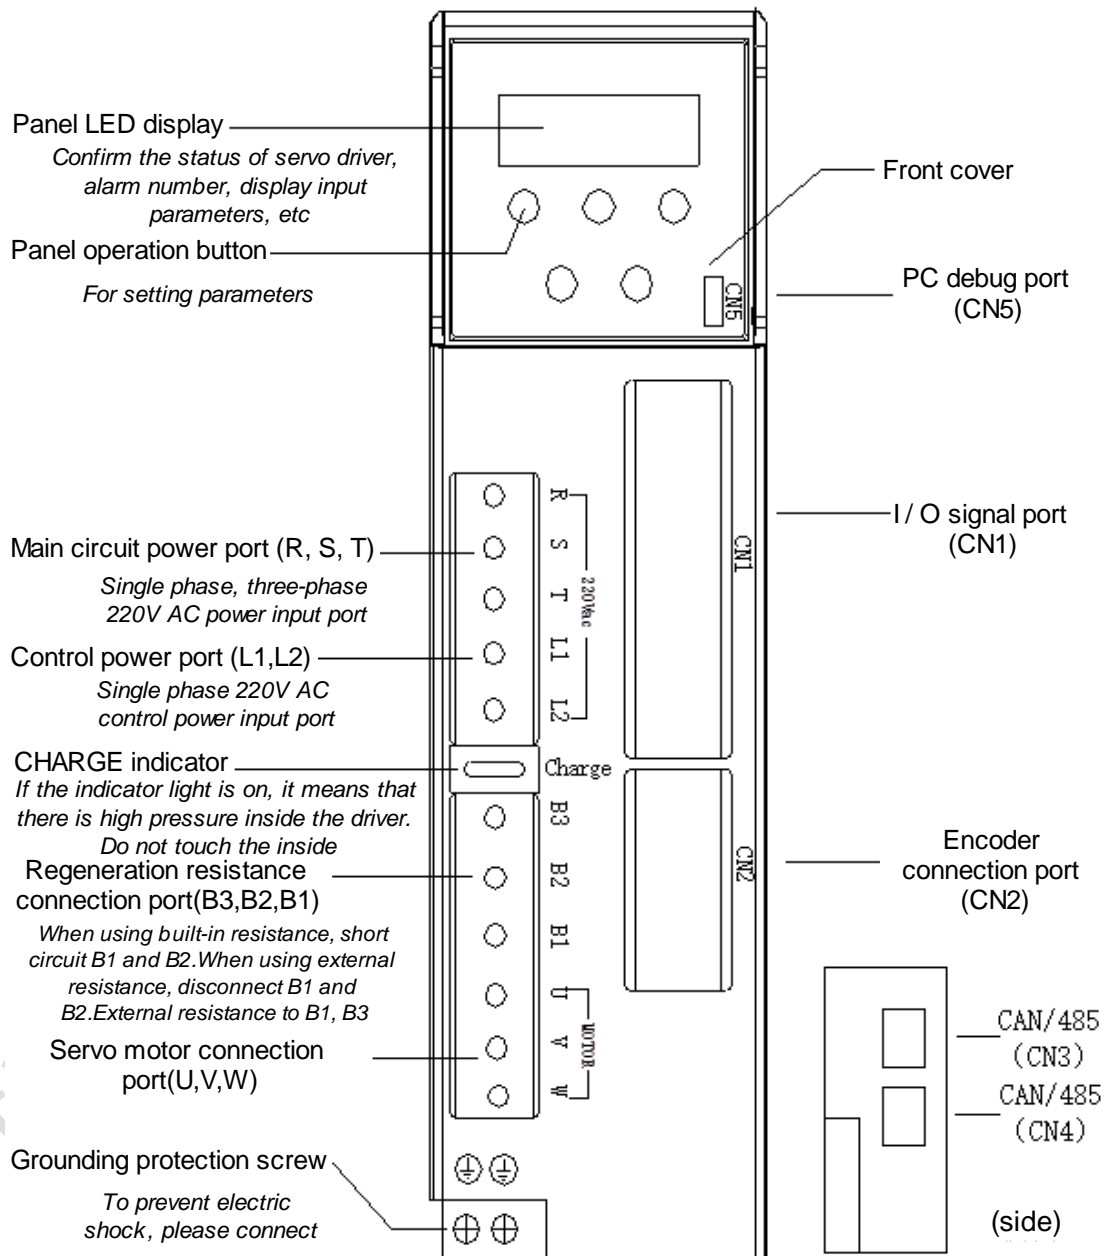 Panel LED display
Confirm the status of servo driver,
alarm number, display input
parameters, etc
Panel operation button
For setting parameters
Front cover
PC debug port
(CN5)
CN5
Main circuit power port (R, S, T)
Single phase, three-phase
220V AC power input port
Control power port (L1,L2)
Single phase 220V AC
control power input port
R
S
T
L1
L2
220Vac
CN1
I / O signal port
(CN1)
CHARGE indicator
If the indicator light is on, it means that
there is high pressure inside the driver.
Do not touch the inside
Charge
Regeneration resistance
connection port(B3,B2,B1)
When using built-in resistance, short
circuit B1 and B2.When using external
resistance, disconnect B1 and
B2.External resistance to B1, B3
B3
B2
B1
CN2
Encoder
connection port
(CN2)
Servo motor connection
port(U,V,W)
U
V
W
MOTOR
Grounding protection screw
To prevent electric
shock, please connect
CAN/485
(CN3)
CAN/485
(CN4)
(side)